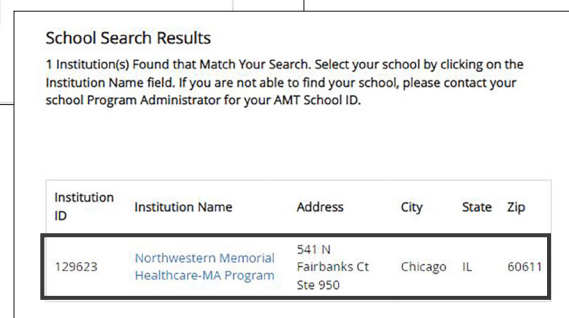 School Search Results
1 Institution(s) Found that Match Your Search. Select your school by clicking on the
Institution Name field. If you are not able to find your school, please contact your
school Program Administrator for your AMT School ID.
Institution ID Institution Name Address City State Zip
129623 Northwestern Memorial Healthcare-MA Program 541 N Fairbanks Ct Ste 950 Chicago IL 60611